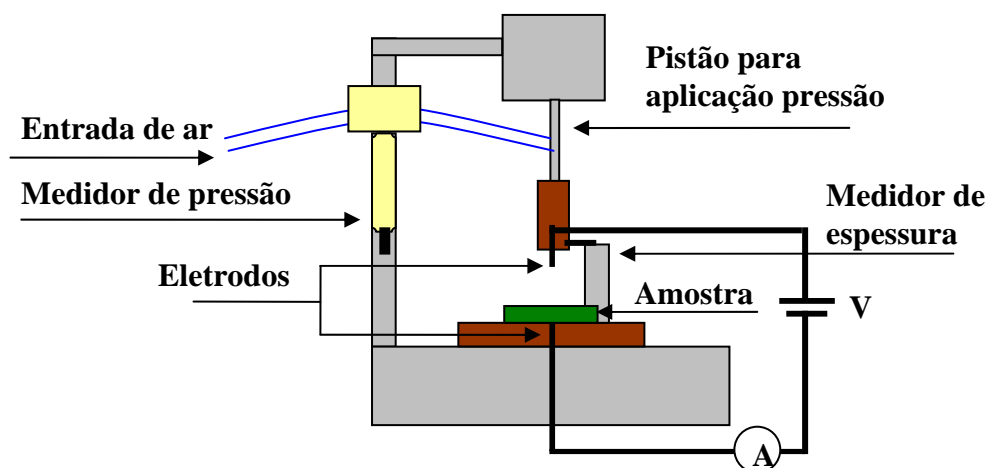 Pistão para
aplicação pressão
Entrada de ar
Medidor de pressão
Medidor de
espessura
Eletrodos
Amostra
V
A